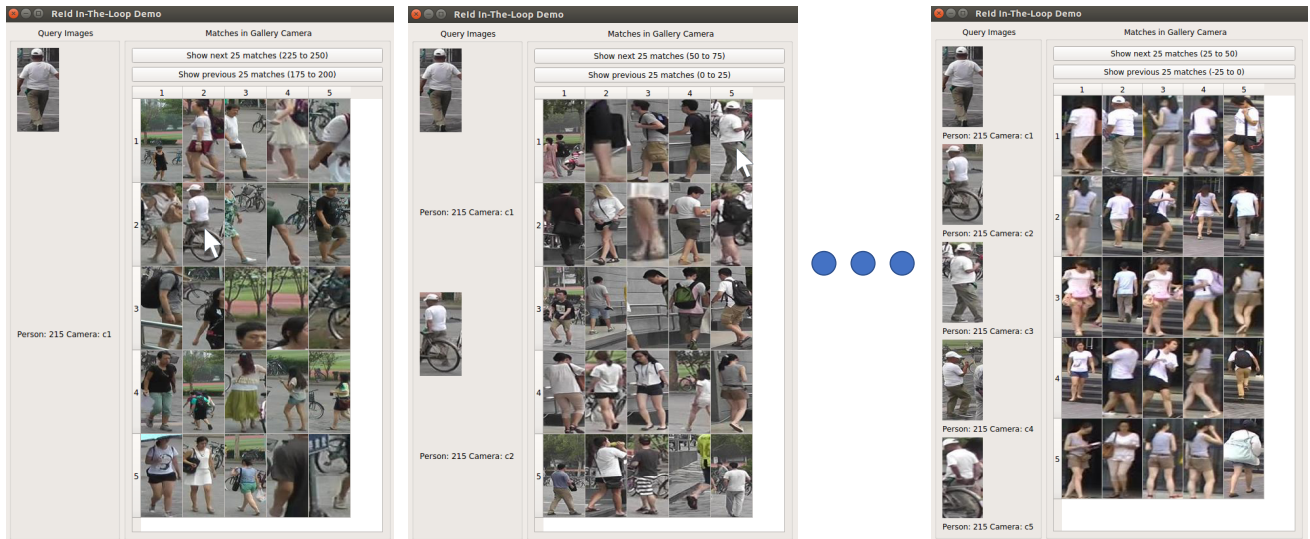 ReId In-The-Loop Demo
Query Images
Matches in Gallery Camera
Show next 25 matches (225 to 250)
Show previous 25 matches (175 to 200)
1 2 3 4 5
1
2
3
4
5
Person: 215 Camera: c1
ReId In-The-Loop Demo
Query Images
Matches in Gallery Camera
Show next 25 matches (50 to 75)
Show previous 25 matches (0 to 25)
1 2 3 4 5
1
2
3
4
5
Person: 215 Camera: c1
Person: 215 Camera: c2
ReId In-The-Loop Demo
Query Images
Matches in Gallery Camera
Show next 25 matches (25 to 50)
Show previous 25 matches (-25 to 0)
1 2 3 4 5
1
2
3
4
5
Person: 215 Camera: c1
Person: 215 Camera: c2
Person: 215 Camera: c3
Person: 215 Camera: c4
Person: 215 Camera: c5